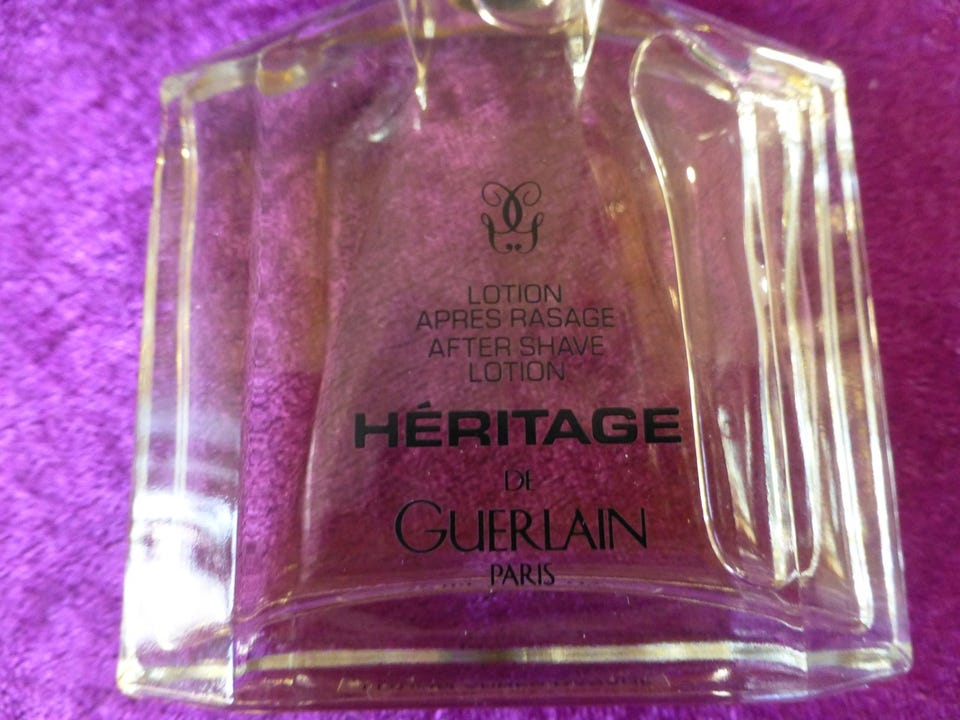 LOTION
APRES RASAGE
AFTER SHAVE
LOTION
HÉRITAGE
DE
GUERLAIN
PARIS